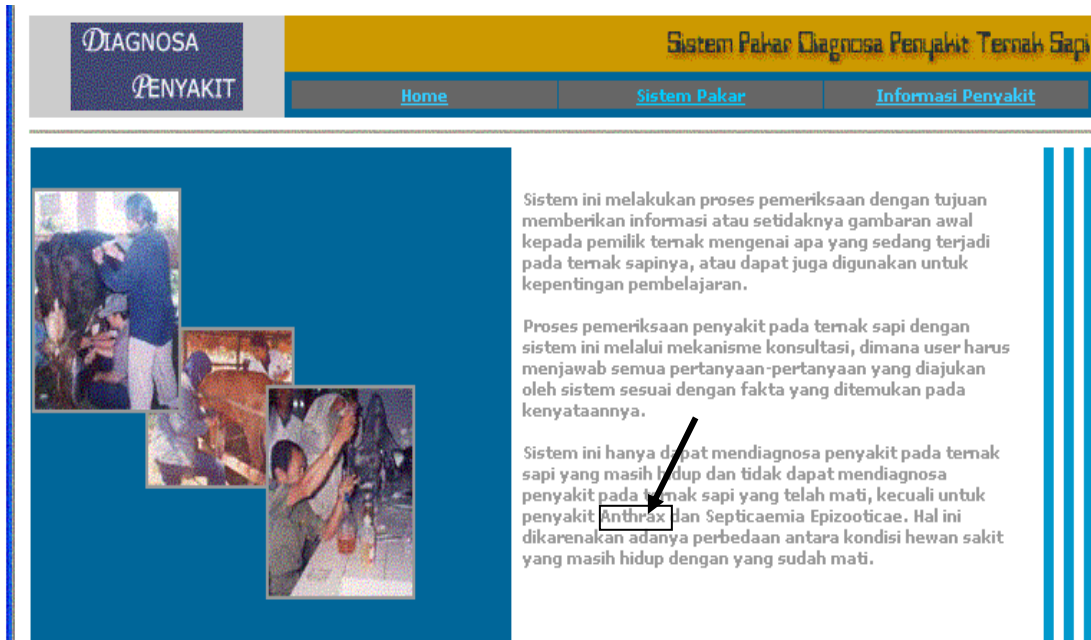 DIAGNOSA
PENYAKIT
Sistem Pakar Diagnosa Penyakit Ternak Sapi
Home Sistem Pakar Informasi Penyakit
Sistem ini melakukan proses pemeriksaan dengan tujuan
memberikan informasi atau setidaknya gambaran awal
kepada pemilik ternak mengenai apa yang sedang terjadi
pada ternak sapinya, atau dapat juga digunakan untuk
kepentingan pembelajaran.
Proses pemeriksaan penyakit pada ternak sapi dengan
sistem ini melalui mekanisme konsultasi, dimana user harus
menjawab semua pertanyaan-pertanyaan yang diajukan
oleh sistem sesuai dengan fakta yang ditemukan pada
kenyataannya.
Sistem ini hanya dapat mendiagnosa penyakit pada ternak
sapi yang masih hidup dan tidak dapat mendiagnosa
penyakit pada ternak sapi yang telah mati, kecuali untuk
penyakit Anthrax dan Septicaemia Epizooticae. Hal ini
dikarenakan adanya perbedaan antara kondisi hewan sakit
yang masih hidup dengan yang sudah mati.